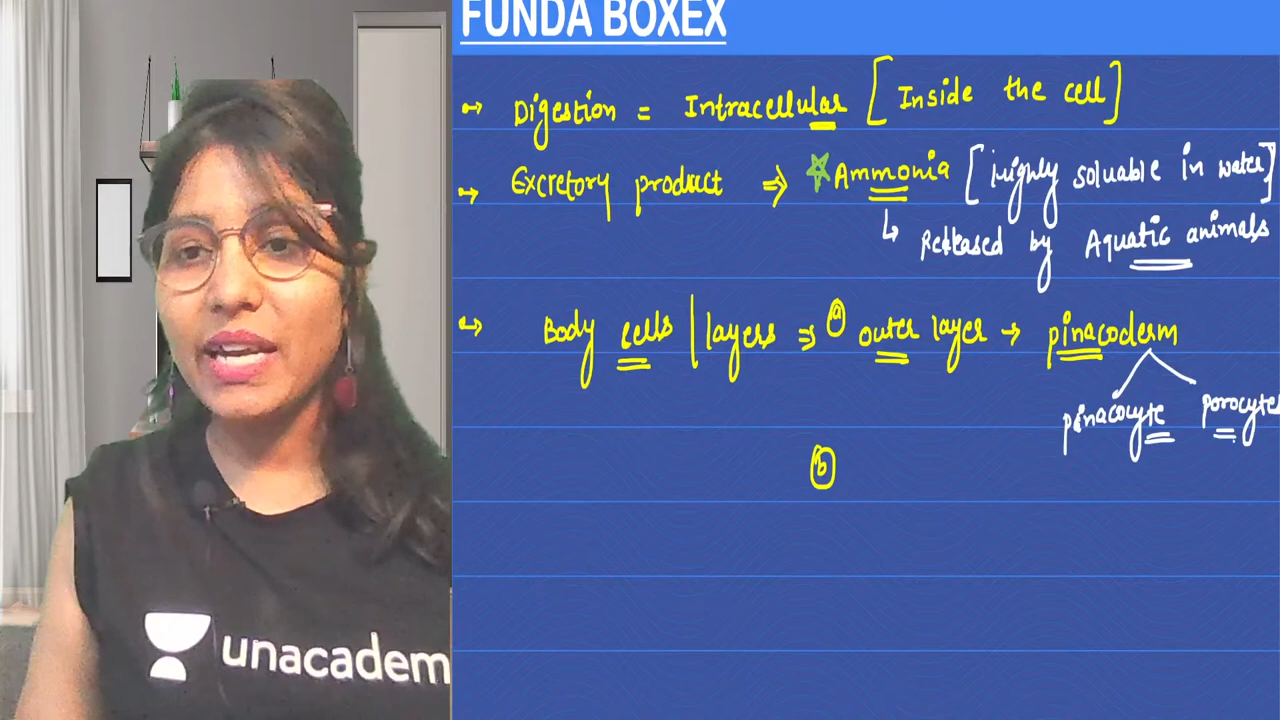 FUNDA BOXEX
Digestion = Intracellular [Inside the cell]
Excretory product ⇒ Ammonia [highly soluable in water]
↳ Released by Aquatic animals
Body cells | layers ⇒ ⓐ outer layer → pinacoderm
pinacocyte porocytes
ⓑ
unacadem